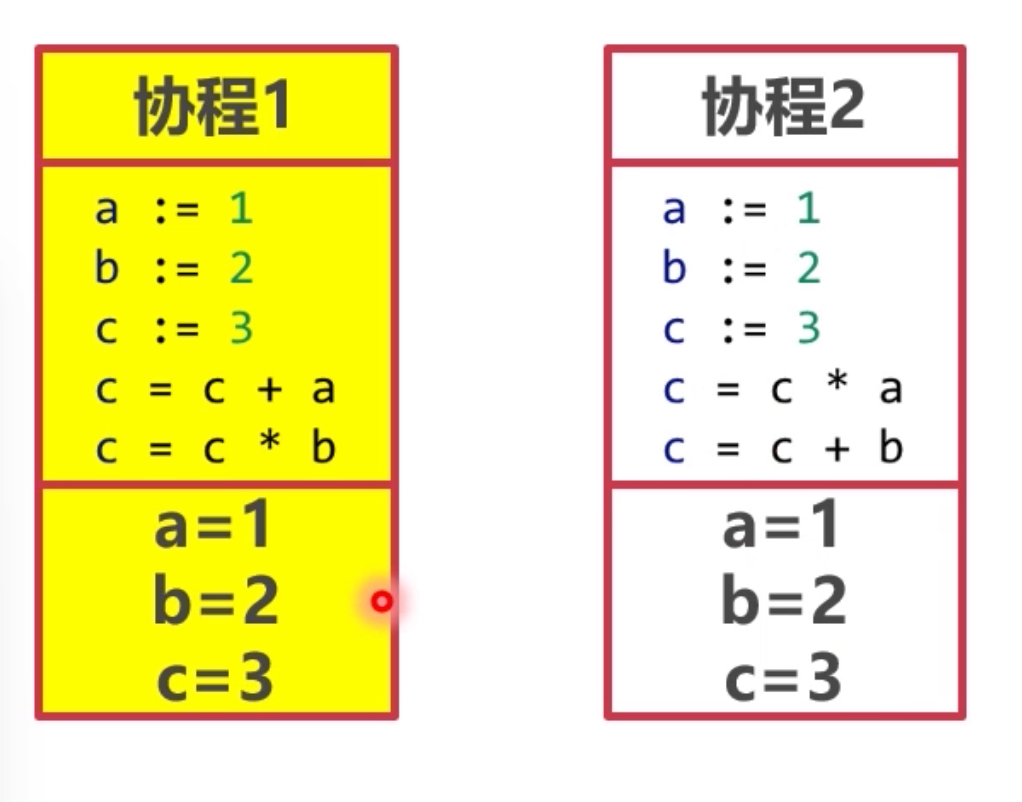 协程1
a := 1
b := 2
c := 3
c = c + a
c = c * b
a=1
b=2
c=3
协程2
a := 1
b := 2
c := 3
c = c * a
c = c + b
a=1
b=2
c=3